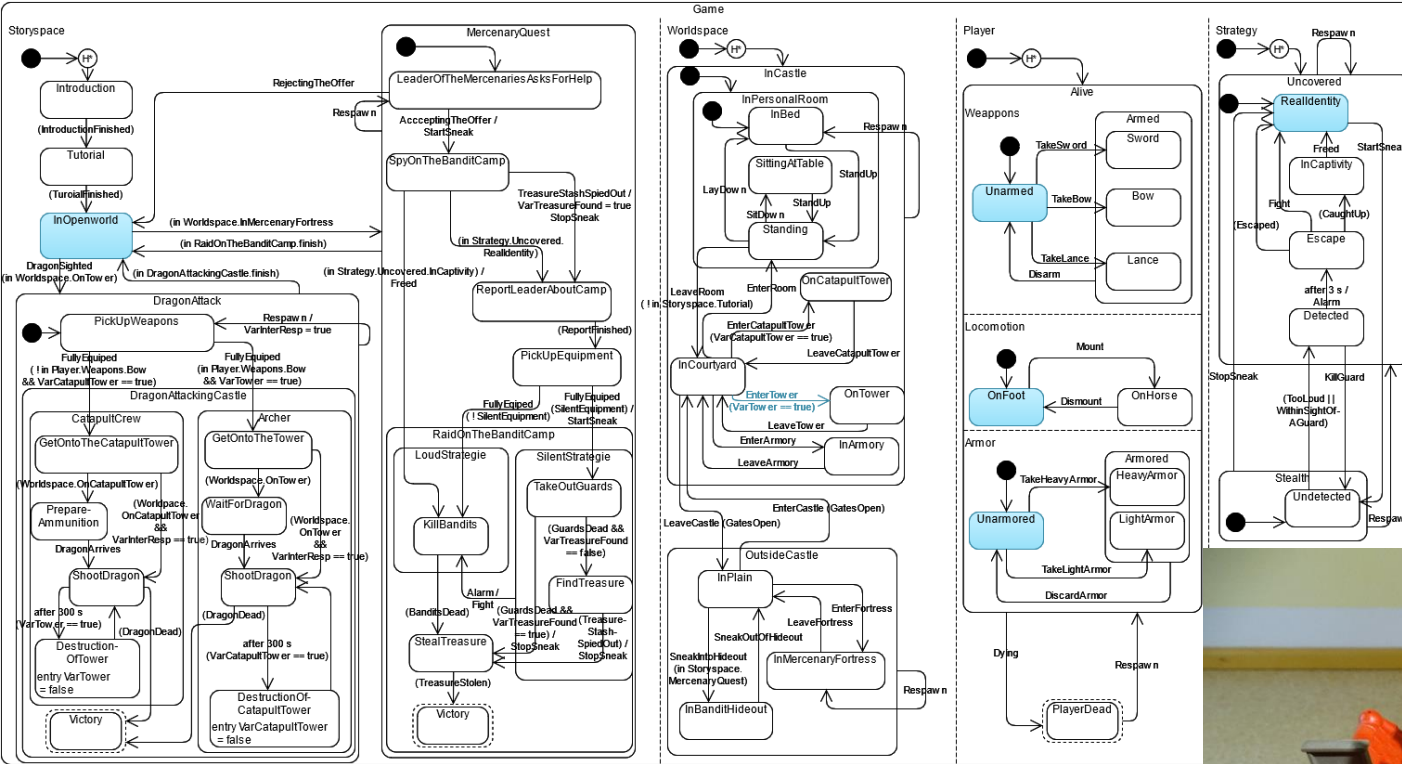 Game
Storyspace
H*
Introduction
(IntroductionFinished)
Tutorial
(TuroialFinished)
InOpenworld
RejectingTheOffer
(in Worldspace.InMercenaryFortress
(in RaidOnTheBanditCamp.finish)
DragonSighted
(in Worldspace.OnTower)
(in DragonAttackingCastle.finish)
DragonAttack
PickUpWeapons
Respawn /
VarInterResp = true
FullyEquiped
( ! in Player.Weapons.Bow
&& VarCatapultTower == true)
FullyEquiped
(in Player.Weapons.Bow
&& VarTower == true)
DragonAttackingCastle
CatapultCrew
GetOntoTheCatapultTower
(Worldspace.OnCatapultTower)
Prepare-
Ammunition
DragonArrives
(Worldpace.
OnCatapultTower
&&
VarInterResp == true)
ShootDragon
after 300 s
(VarTower == true)
(DragonDead)
Destruction-
OfTower
entry VarTower
= false
Victory
Archer
GetOntoTheTower
(Worldspace.OnTower)
WaitForDragon
DragonArrives
(Worldspace.
OnTower
&&
VarInterResp == true)
ShootDragon
(DragonDead)
after 300 s
(VarCatapultTower == true)
DestructionOf-
CatapultTower
entry VarCatapultTower
= false
MercenaryQuest
LeaderOfTheMercenariesAsksForHelp
Respawn
AccceptingTheOffer /
StartSneak
SpyOnTheBanditCamp
TreasureStashSpiedOut /
VarTreasureFound = true
StopSneak
(in Strategy.Uncovered.
RealIdentity)
(in Strategy.Uncovered.InCaptivity) /
Freed
ReportLeaderAboutCamp
(ReportFinished)
PickUpEquipment
FullyEqiped
( ! SilentEquipment)
FullyEquiped
(SilentEquipment) /
StartSneak
RaidOnTheBanditCamp
LoudStrategie
KillBandits
(BanditsDead)
Alarm /
Fight
SilentStrategie
TakeOutGuards
(GuardsDead &&
VarTreasureFound
== false)
FindTreasure
(GuardsDead &&
VarTreasureFound
== true) /
StopSneak
(Treasure-
Stash-
SpiedOut) /
StopSneak
StealTreasure
(TreasureStolen)
Victory
Worldspace
H*
InCastle
InPersonalRoom
InBed
Respawn
SittingAtTable
StandUp
LayDown
SitDown
StandUp
Standing
LeaveRoom
( ! in.Storyspace.Tutorial)
EnterRoom
OnCatapultTower
EnterCatapultTower
(VarCatapultTower == true)
LeaveCatapultTower
InCourtyard
EnterTower
(VarTower == true)
OnTower
LeaveTower
EnterArmory
InArmory
LeaveArmory
LeaveCastle (GatesOpen)
EnterCastle (GatesOpen)
OutsideCastle
InPlain
EnterFortress
LeaveFortress
SneakOutOfHideout
SneakIntoHideout
(in Storyspace.
MercenaryQuest)
InMercenaryFortress
Respawn
InBanditHideout
Player
H*
Alive
Weappons
Armed
TakeSword
Sword
Unarmed
TakeBow
Bow
TakeLance
Lance
Disarm
Locomotion
Mount
OnFoot
Dismount
OnHorse
Armor
Armored
TakeHeavyArmor
HeavyArmor
Unarmored
LightArmor
TakeLightArmor
DiscardArmor
Dying
Respawn
PlayerDead
Strategy
H*
Respawn
Uncovered
RealIdentity
Freed
StartSneak
InCaptivity
Fight
(CaughtUp)
(Escaped)
Escape
after 3 s /
Alarm
Detected
StopSneak
KillGuard
(TooLoud ||
WithinSightOf-
AGuard)
Stealth
Undetected
Respawn